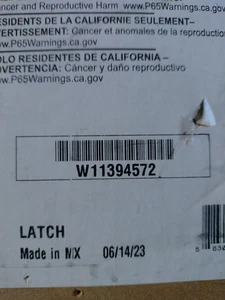 ancer and Reproductive Harm www.P65Warnings.ca.gov
ESIDENTS DE LA CALIFORNIE SEULEMENT–
VERTISSEMENT: Cancer et anomales de la reproductio
www.P65Warnings.ca.gov
OLO RESIDENTES DE CALIFORNIA –
DVERTENCIA: Cáncer y daño reproductivo
www.P65Warnings.ca.gov
W11394572
LATCH
Made in MX 06/14/23